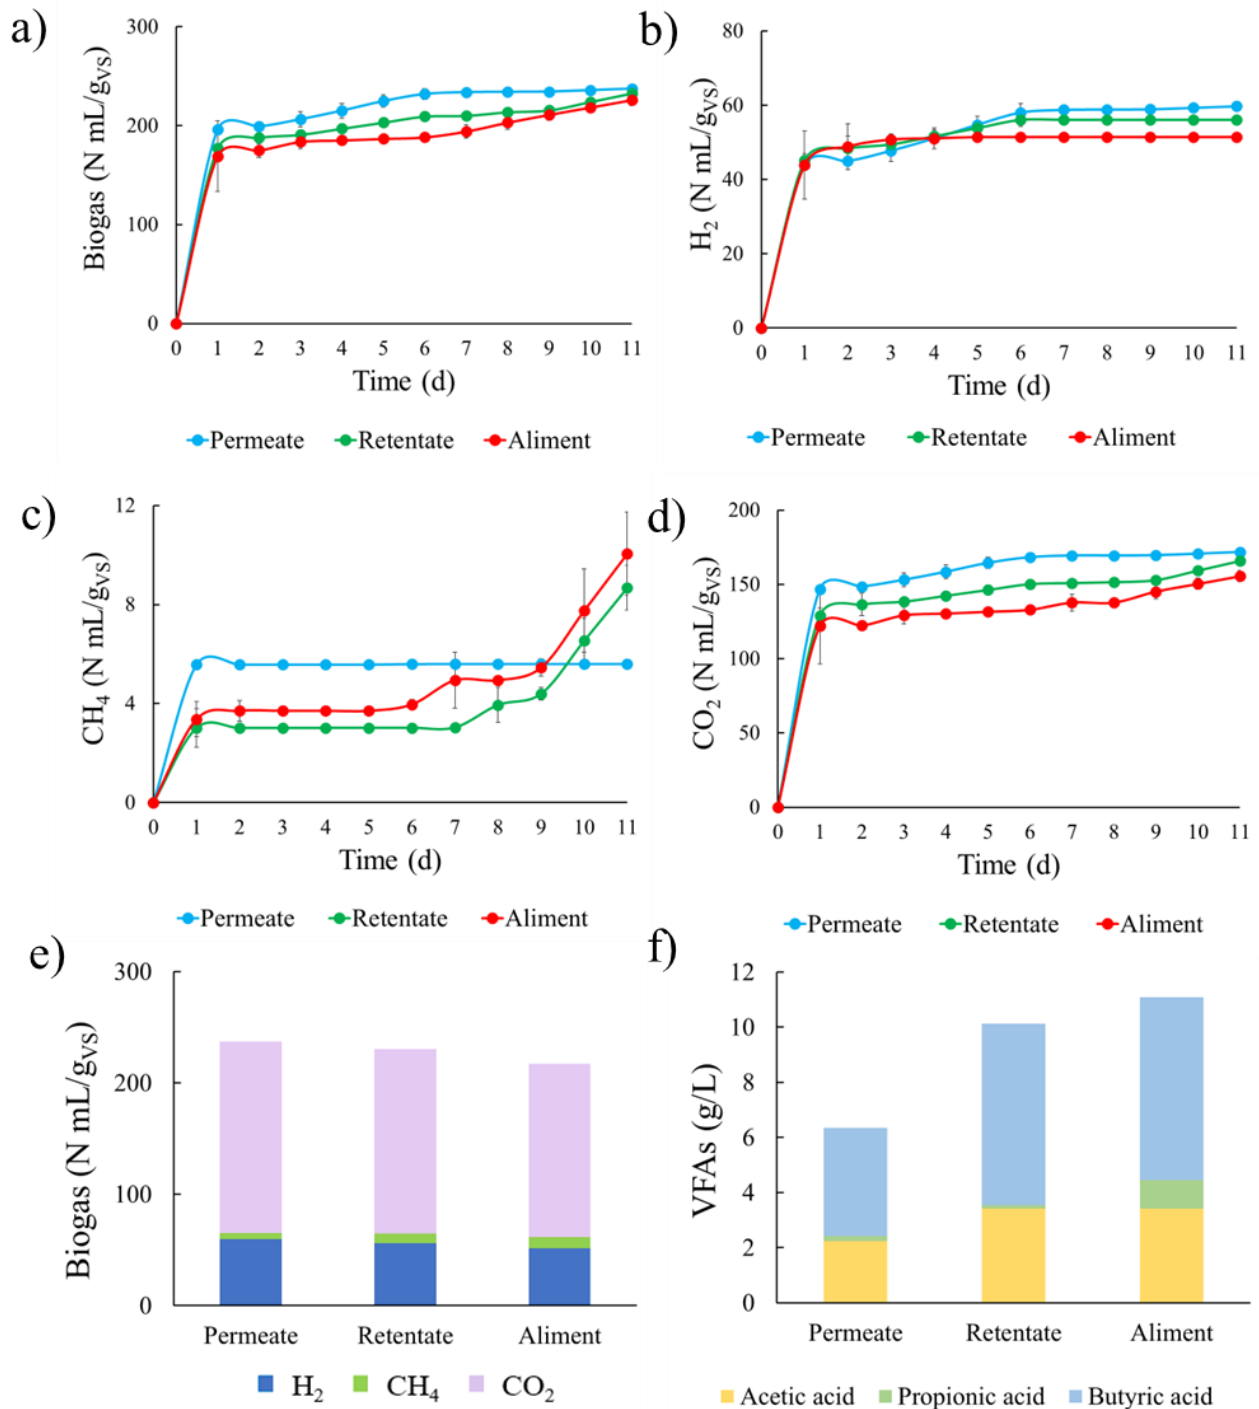 a)
Biogas (N mL/gVS)
300
200
100
0
0 1 2 3 4 5 6 7 8 9 10 11
Time (d)
Permeate Retentate Aliment
b)
H2 (N mL/gVS)
80
60
40
20
0
0 1 2 3 4 5 6 7 8 9 10 11
Time (d)
Permeate Retentate Aliment
c)
CH4 (N mL/gVS)
12
8
4
0
0 1 2 3 4 5 6 7 8 9 10 11
Time (d)
Permeate Retentate Aliment
d)
CO2 (N mL/gVS)
200
150
100
50
0
0 1 2 3 4 5 6 7 8 9 10 11
Time (d)
Permeate Retentate Aliment
e)
Biogas (N mL/gVS)
300
200
100
0
Permeate Retentate Aliment
H2 CH4 CO2
f)
VFAs (g/L)
12
10
8
6
4
2
0
Permeate Retentate Aliment
Acetic acid Propionic acid Butyric acid